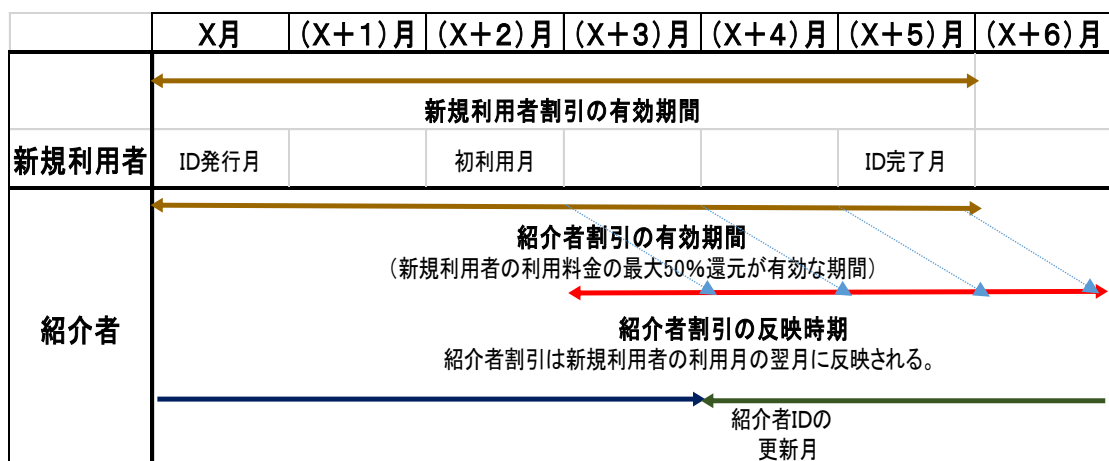 X月 (X+1)月 (X+2)月 (X+3)月 (X+4)月 (X+5)月 (X+6)月
新規利用者割引の有効期間
新規利用者 ID発行月 初利用月 ID完了月
紹介者割引の有効期間
(新規利用者の利用料金の最大50%還元が有効な期間)
紹介者
紹介者割引の反映時期
紹介者割引は新規利用者の利用月の翌月に反映される。
紹介者IDの
更新月